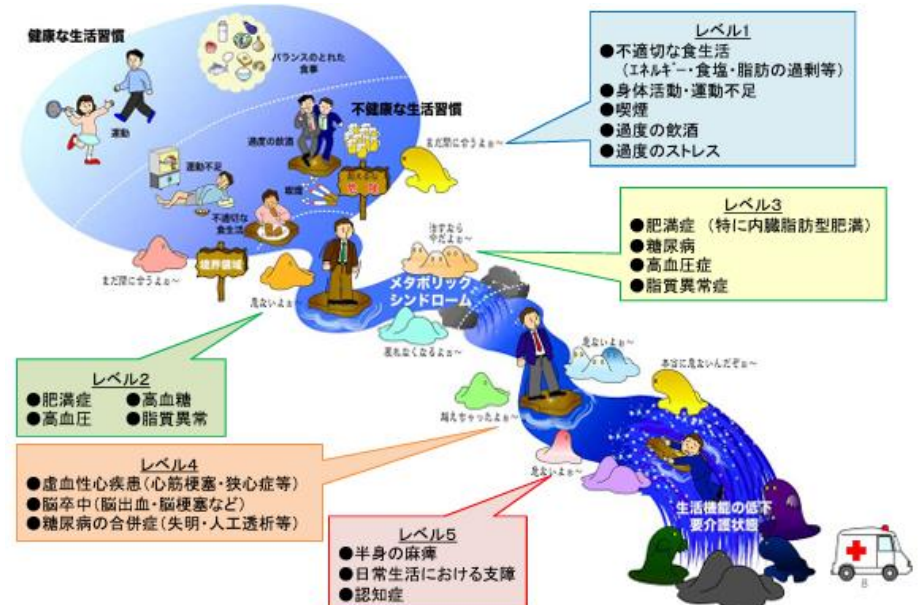 健康な生活習慣
バランスのとれた
食事
運動
不健康な生活習慣
過度の飲酒
まだ間に合うよぉ～
運動不足
喫煙
不適切な
食生活
境界領域
まだ間に合うよぉ～
危ないよぉ～
治すなら
今だよぉ～
メタボリック
シンドローム
戻れなくなるよぉ～
危ないよぉ～
本当に危ないんだぞぉ～
越えちゃったよぉ～
危ないよぉ～
生活機能の低下
要介護状態
レベル1
●不適切な食生活
（エネルギー・食塩・脂肪の過剰等）
●身体活動・運動不足
●喫煙
●過度の飲酒
●過度のストレス
レベル3
●肥満症　（特に内臓脂肪型肥満）
●糖尿病
●高血圧症
●脂質異常症
レベル2
●肥満症　●高血糖
●高血圧　●脂質異常
レベル4
●虚血性心疾患（心筋梗塞・狭心症等）
●脳卒中（脳出血・脳梗塞など）
●糖尿病の合併症（失明・人工透析等）
レベル5
●半身の麻痺
●日常生活における支障
●認知症
8